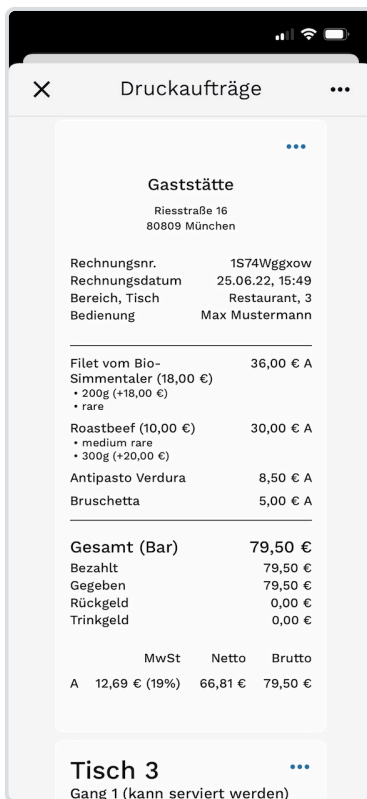 Druckaufträge
Gaststätte
Riesstraße 16
80809 München
Rechnungsnr. 1S74Wggxow
Rechnungsdatum 25.06.22, 15:49
Bereich, Tisch Restaurant, 3
Bedienung Max Mustermann
Filet vom Bio- 36,00 € A
Simmentaler (18,00 €)
• 200g (+18,00 €)
• rare
Roastbeef (10,00 €) 30,00 € A
• medium rare
• 300g (+20,00 €)
Antipasto Verdura 8,50 € A
Bruschetta 5,00 € A
Gesamt (Bar) 79,50 €
Bezahlt 79,50 €
Gegeben 79,50 €
Rückgeld 0,00 €
Trinkgeld 0,00 €
MwSt Netto Brutto
A 12,69 € (19%) 66,81 € 79,50 €
Tisch 3
Gang 1 (kann serviert werden)